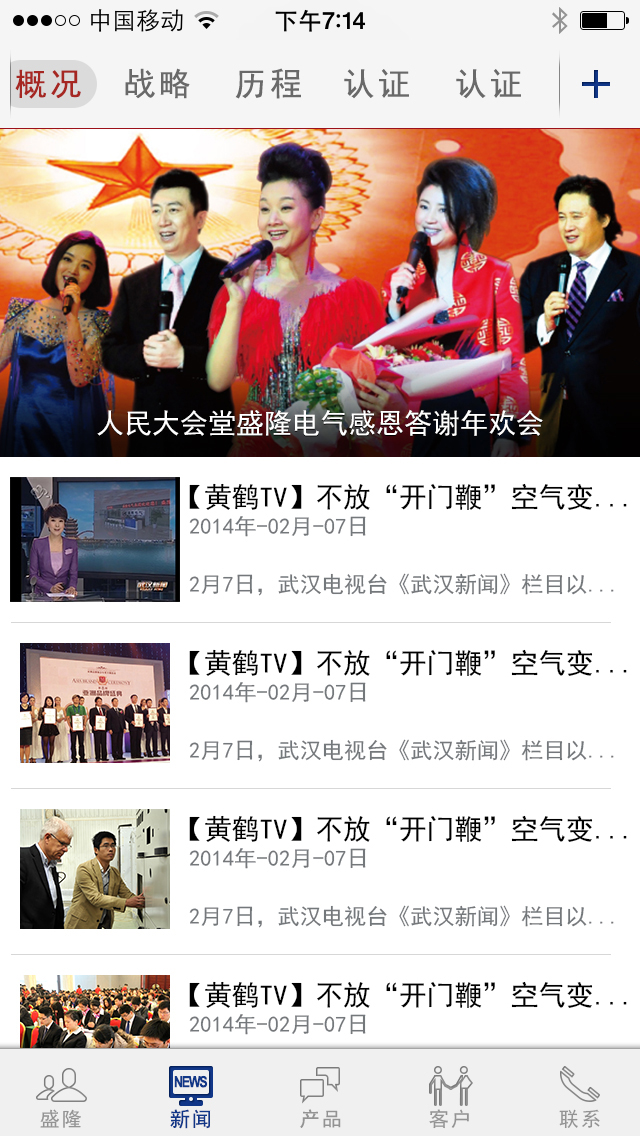 中国移动 下午7:14
概况 战略 历程 认证 认证
人民大会堂盛隆电气感恩答谢年欢会
【黄鹤TV】不放“开门鞭”空气变...
2014年-02月-07日
2月7日，武汉电视台《武汉新闻》栏目以...
武汉新闻
【黄鹤TV】不放“开门鞭”空气变...
2014年-02月-07日
2月7日，武汉电视台《武汉新闻》栏目以...
【黄鹤TV】不放“开门鞭”空气变...
2014年-02月-07日
2月7日，武汉电视台《武汉新闻》栏目以...
【黄鹤TV】不放“开门鞭”空气变...
2014年-02月-07日
NEWS
盛隆 新闻 产品 客户 联系